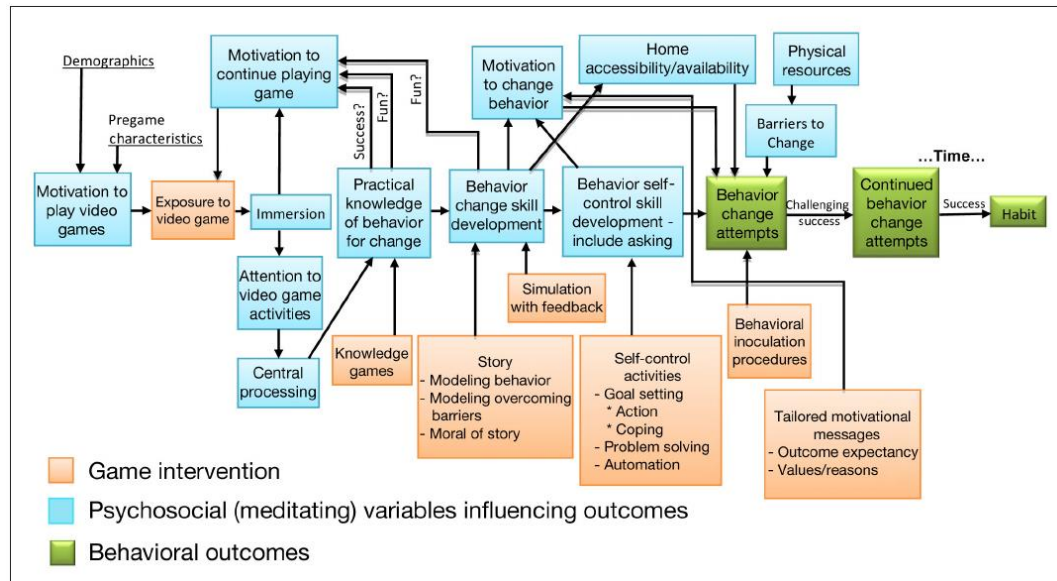 Demographics
Pregame
characteristics
Motivation to
play video
games
Exposure to
video game
Motivation to
continue playing
game
Immersion
Attention to
video game
activities
Central
processing
Success?
Fun?
Fun?
Practical
knowledge
of behavior
for change
Knowledge
games
Behavior
change skill
development
Story
- Modeling behavior
- Modeling overcoming
barriers
- Moral of story
Simulation
with feedback
Motivation
to change
behavior
Behavior self-
control skill
development -
include asking
Self-control
activities
- Goal setting
* Action
* Coping
- Problem solving
- Automation
Home
accessibility/availability
Physical
resources
Barriers to
Change
Behavior
change
attempts
Behavioral
inoculation
procedures
Tailored motivational
messages
- Outcome expectancy
- Values/reasons
Challenging
success
...Time...
Continued
behavior
change
attempts
Success
Habit
Game intervention
Psychosocial (meditating) variables influencing outcomes
Behavioral outcomes